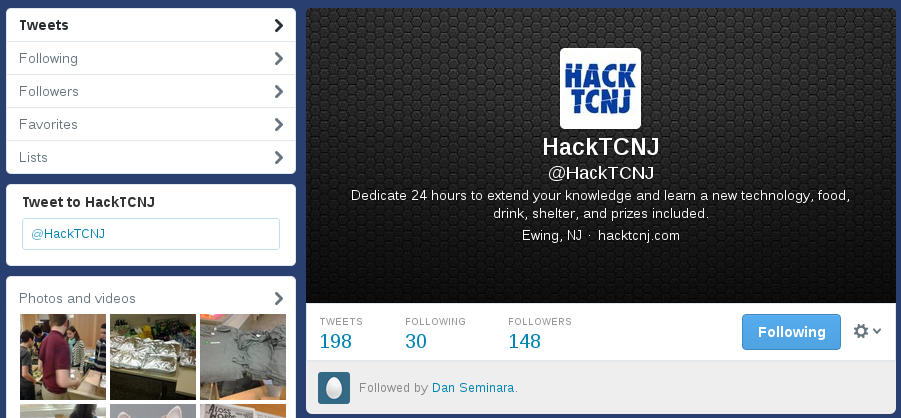 Tweets
Following
Followers
Favorites
Lists
Tweet to HackTCNJ
@HackTCNJ
Photos and videos
HACK
TCNJ
HackTCNJ
@HackTCNJ
Dedicate 24 hours to extend your knowledge and learn a new technology, food,
drink, shelter, and prizes included.
Ewing, NJ · hacktcnj.com
TWEETS FOLLOWING FOLLOWERS
198 30 148
Following
Followed by Dan Seminara.